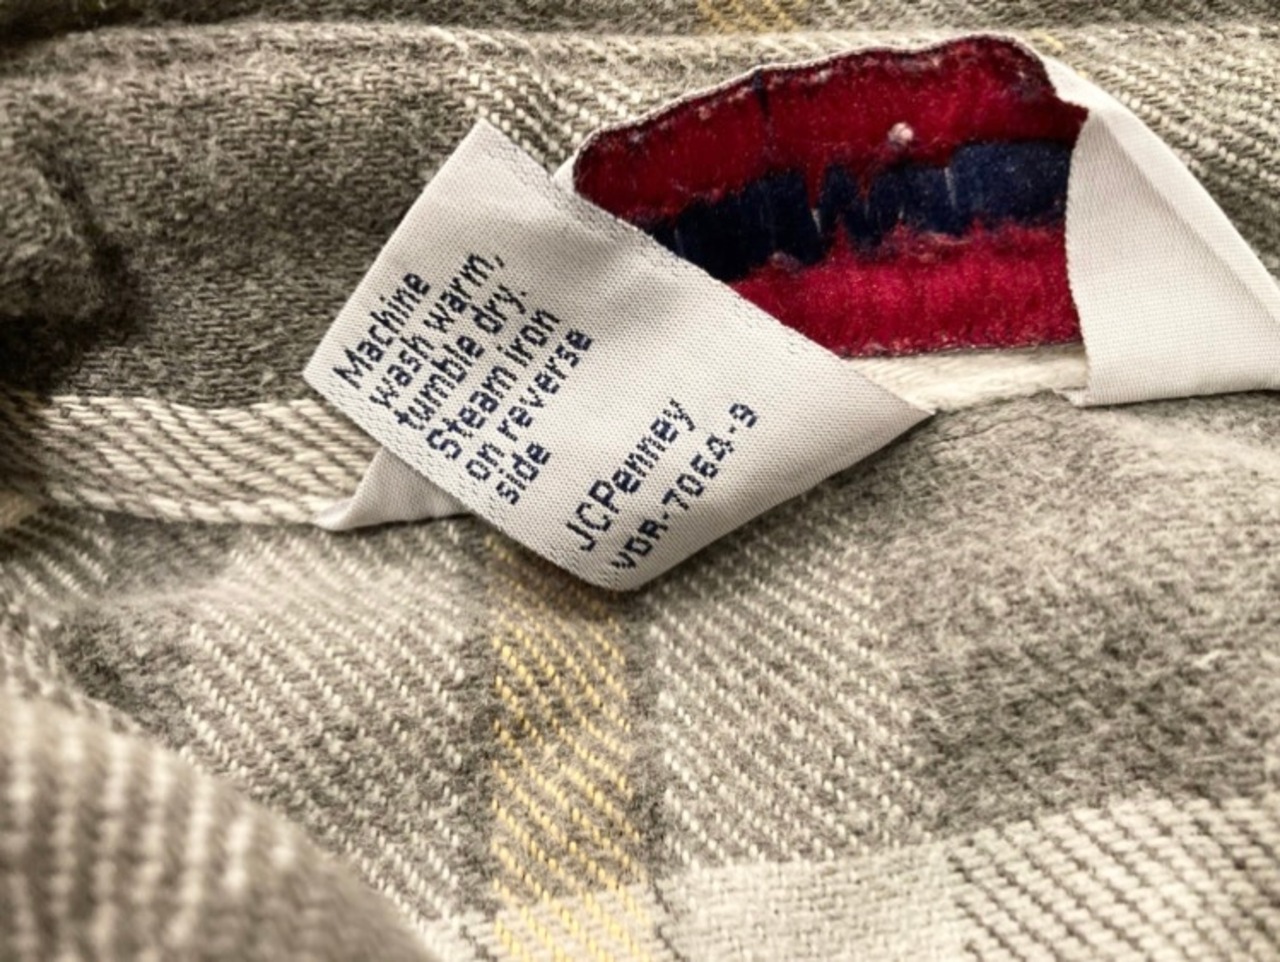 Machine
wash warm,
tumble dry.
Steam iron
on reverse
side
JCPenney
VDR-7064-9